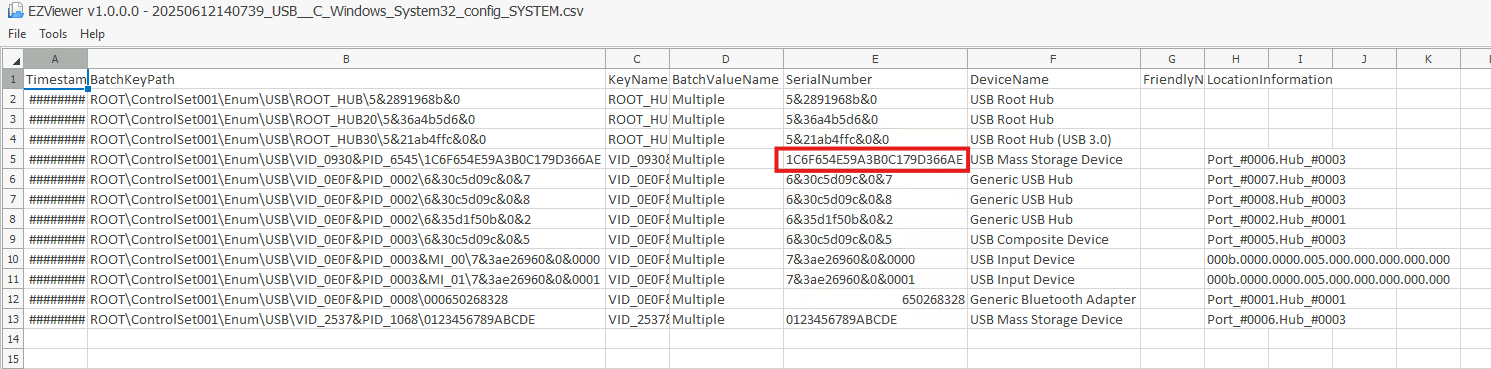 EZViewer v1.0.0.0 - 20250612140739_USB__C_Windows_System32_config_SYSTEM.csv
File Tools Help
A B C D E F G H I J K
1 Timestam BatchKeyPath KeyName BatchValueName SerialNumber DeviceName FriendlyN LocationInformation
2 ######## ROOT\ControlSet001\Enum\USB\ROOT_HUB\5&2891968b&0 ROOT_HU Multiple 5&2891968b&0 USB Root Hub
3 ######## ROOT\ControlSet001\Enum\USB\ROOT_HUB20\5&36a4b5d6&0 ROOT_HU Multiple 5&36a4b5d6&0 USB Root Hub
4 ######## ROOT\ControlSet001\Enum\USB\ROOT_HUB30\5&21ab4ffc&0&0 ROOT_HU Multiple 5&21ab4ffc&0&0 USB Root Hub (USB 3.0)
5 ######## ROOT\ControlSet001\Enum\USB\VID_0930&PID_6545\1C6F654E59A3B0C179D366AE VID_0930& Multiple 1C6F654E59A3B0C179D366AE USB Mass Storage Device Port_#0006.Hub_#0003
6 ######## ROOT\ControlSet001\Enum\USB\VID_0E0F&PID_0002\6&30c5d09c&0&7 VID_0E0F& Multiple 6&30c5d09c&0&7 Generic USB Hub Port_#0007.Hub_#0003
7 ######## ROOT\ControlSet001\Enum\USB\VID_0E0F&PID_0002\6&30c5d09c&0&8 VID_0E0F& Multiple 6&30c5d09c&0&8 Generic USB Hub Port_#0008.Hub_#0003
8 ######## ROOT\ControlSet001\Enum\USB\VID_0E0F&PID_0002\6&35d1f50b&0&2 VID_0E0F& Multiple 6&35d1f50b&0&2 Generic USB Hub Port_#0002.Hub_#0001
9 ######## ROOT\ControlSet001\Enum\USB\VID_0E0F&PID_0003\6&30c5d09c&0&5 VID_0E0F& Multiple 6&30c5d09c&0&5 USB Composite Device Port_#0005.Hub_#0003
10 ######## ROOT\ControlSet001\Enum\USB\VID_0E0F&PID_0003&MI_00\7&3ae26960&0&0000 VID_0E0F& Multiple 7&3ae26960&0&0000 USB Input Device 000b.0000.0000.005.000.000.000.000.000
11 ######## ROOT\ControlSet001\Enum\USB\VID_0E0F&PID_0003&MI_01\7&3ae26960&0&0001 VID_0E0F& Multiple 7&3ae26960&0&0001 USB Input Device 000b.0000.0000.005.000.000.000.000.000
12 ######## ROOT\ControlSet001\Enum\USB\VID_0E0F&PID_0008\000650268328 VID_0E0F& Multiple 650268328 Generic Bluetooth Adapter Port_#0001.Hub_#0001
13 ######## ROOT\ControlSet001\Enum\USB\VID_2537&PID_1068\0123456789ABCDE VID_2537& Multiple 0123456789ABCDE USB Mass Storage Device Port_#0006.Hub_#0003
14
15